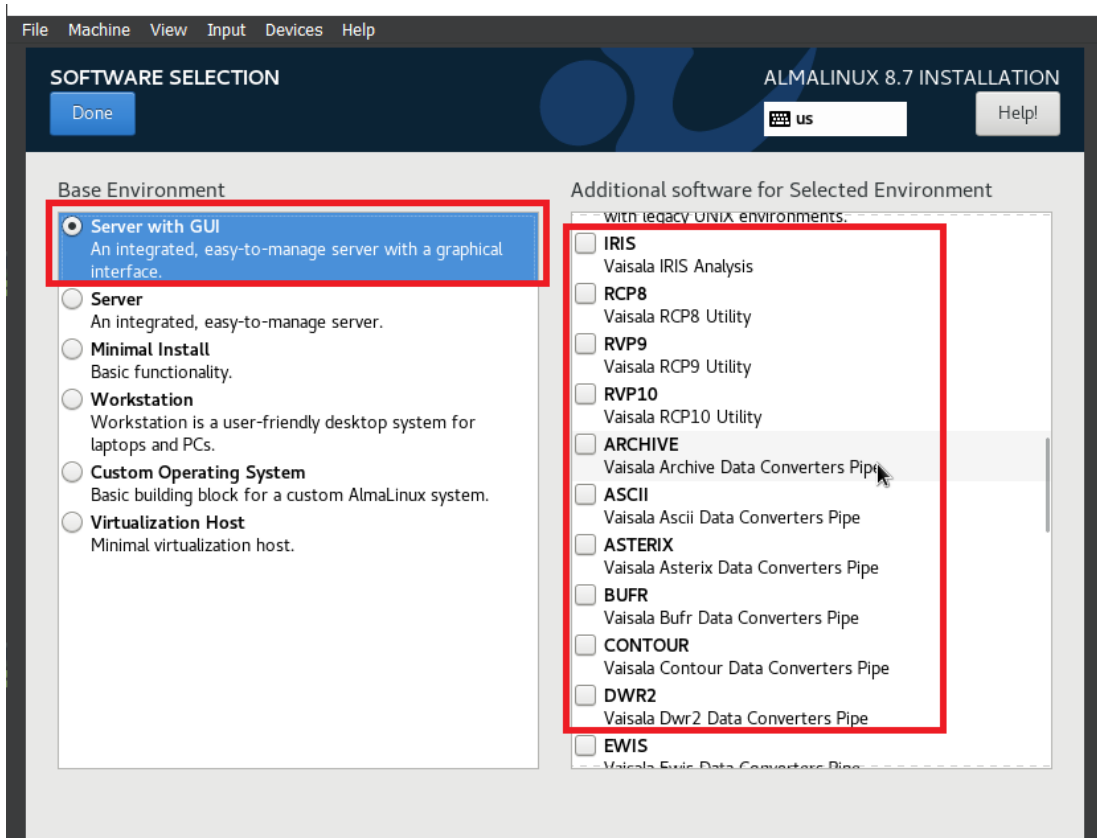 File Machine View Input Devices Help
SOFTWARE SELECTION
ALMALINUX 8.7 INSTALLATION
Done
us
Help!
Base Environment
Server with GUI
An integrated, easy-to-manage server with a graphical
interface.
Server
An integrated, easy-to-manage server.
Minimal Install
Basic functionality.
Workstation
Workstation is a user-friendly desktop system for
laptops and PCs.
Custom Operating System
Basic building block for a custom AlmaLinux system.
Virtualization Host
Minimal virtualization host.
Additional software for Selected Environment
with legacy UNIX environments.
IRIS
Vaisala IRIS Analysis
RCP8
Vaisala RCP8 Utility
RVP9
Vaisala RCP9 Utility
RVP10
Vaisala RCP10 Utility
ARCHIVE
Vaisala Archive Data Converters Pipe
ASCII
Vaisala Ascii Data Converters Pipe
ASTERIX
Vaisala Asterix Data Converters Pipe
BUFR
Vaisala Bufr Data Converters Pipe
CONTOUR
Vaisala Contour Data Converters Pipe
DWR2
Vaisala Dwr2 Data Converters Pipe
EWIS
Vaisala Ewis Data Converters Pipe